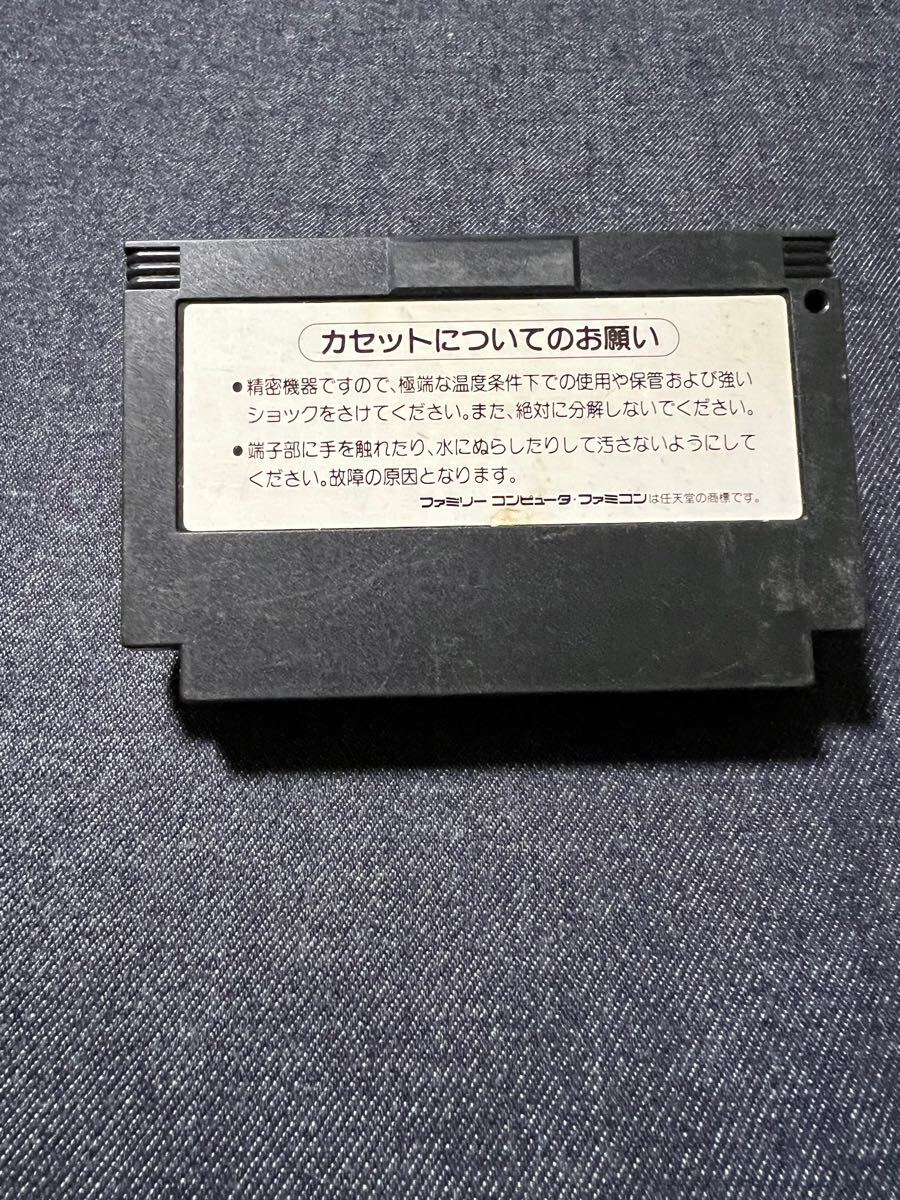 カセットについてのお願い
●精密機器ですので、極端な温度条件下での使用や保管および強い
ショックをさけてください。また、絶対に分解しないでください。
●端子部に手を触れたり、水にぬらしたりして汚さないようにして
ください。故障の原因となります。
ファミリー コンピュータ・ファミコンは任天堂の商標です。